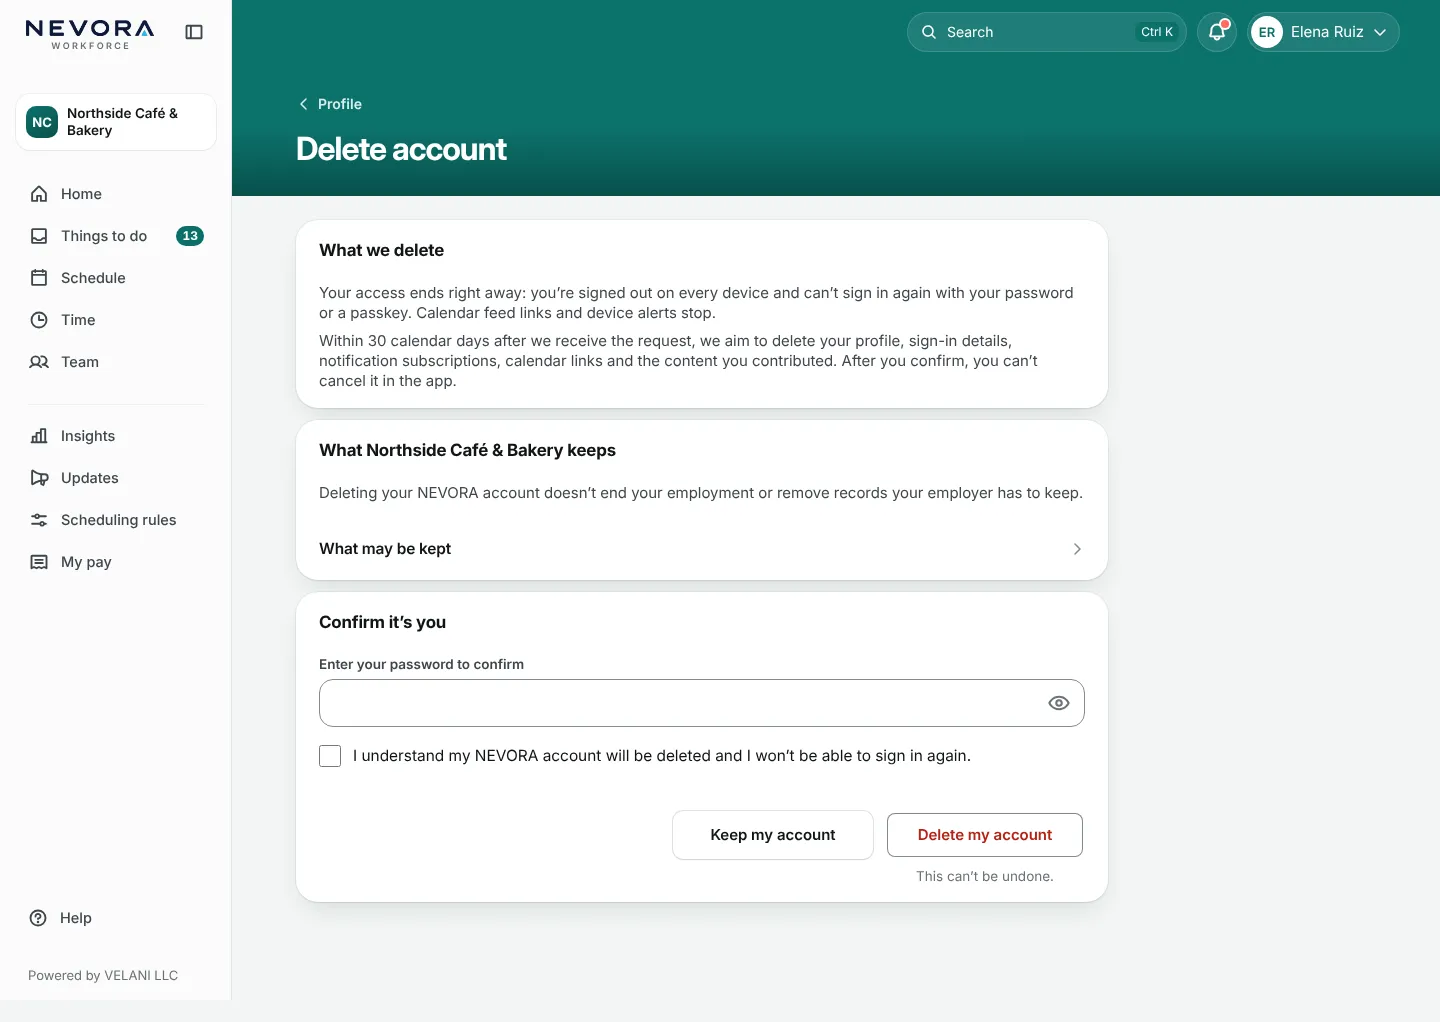 NEVORA
WORKFORCE
Search
Ctrl K
ER
Elena Ruiz
NC
Northside Café &
Bakery
Home
Things to do
13
Schedule
Time
Team
Insights
Updates
Scheduling rules
My pay
Help
Powered by VELANI LLC
Profile
Delete account
What we delete
Your access ends right away: you’re signed out on every device and can’t sign in again with your password
or a passkey. Calendar feed links and device alerts stop.
Within 30 calendar days after we receive the request, we aim to delete your profile, sign-in details,
notification subscriptions, calendar links and the content you contributed. After you confirm, you can’t
cancel it in the app.
What Northside Café & Bakery keeps
Deleting your NEVORA account doesn’t end your employment or remove records your employer has to keep.
What may be kept
Confirm it’s you
Enter your password to confirm
I understand my NEVORA account will be deleted and I won’t be able to sign in again.
Keep my account
Delete my account
This can’t be undone.